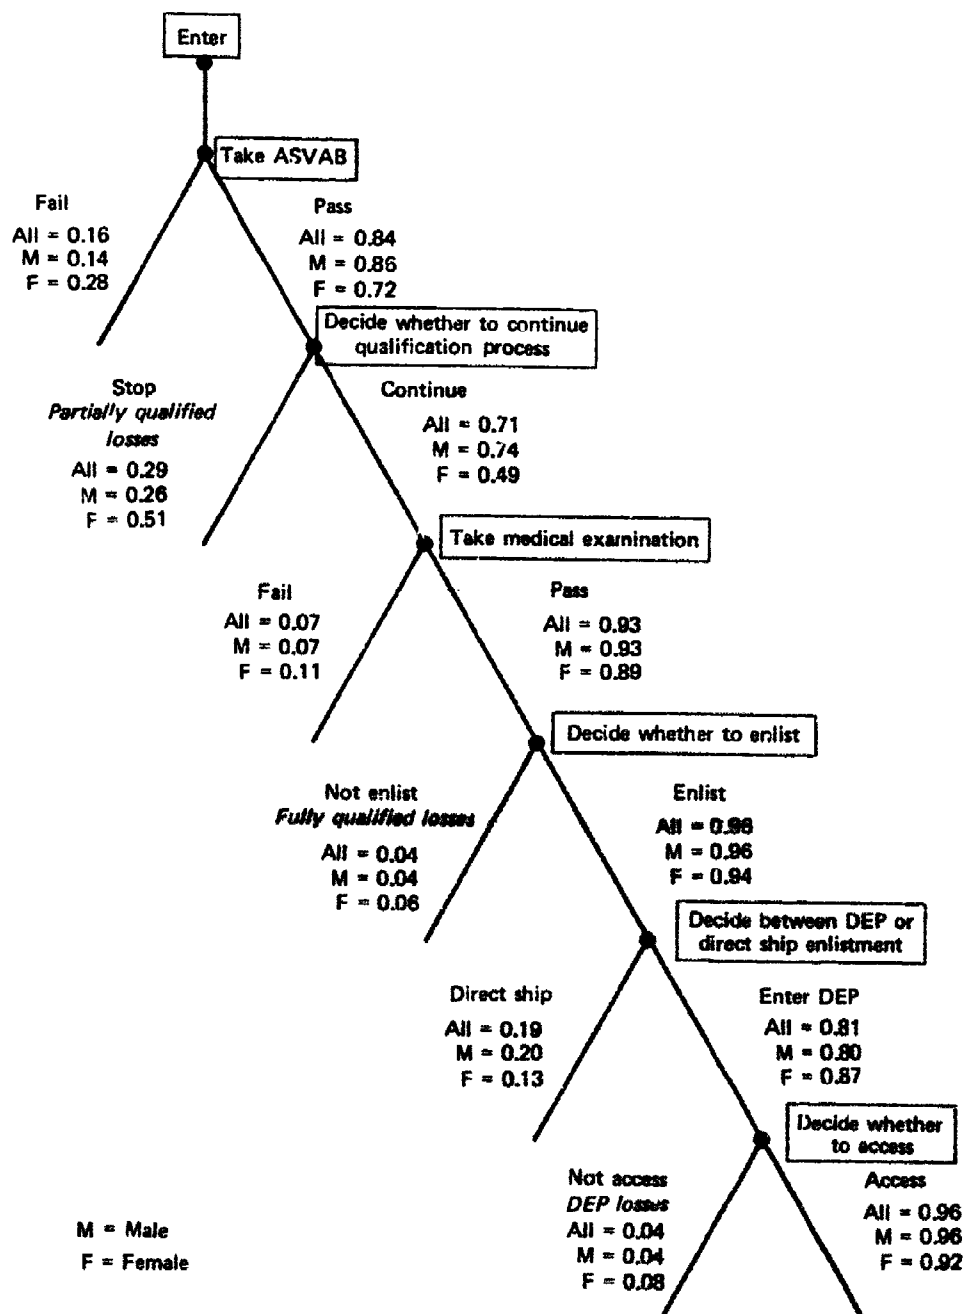 Enter
Take ASVAB
Fail
All = 0.16
M = 0.14
F = 0.28
Pass
All = 0.84
M = 0.86
F = 0.72
Decide whether to continue
qualification process
Stop
Partially qualified
losses
All = 0.29
M = 0.26
F = 0.51
Continue
All = 0.71
M = 0.74
F = 0.49
Take medical examination
Fail
All = 0.07
M = 0.07
F = 0.11
Pass
All = 0.93
M = 0.93
F = 0.89
Decide whether to enlist
Not enlist
Fully qualified losses
All = 0.04
M = 0.04
F = 0.06
Enlist
All = 0.96
M = 0.96
F = 0.94
Decide between DEP or
direct ship enlistment
Direct ship
All = 0.19
M = 0.20
F = 0.13
Enter DEP
All = 0.81
M = 0.80
F = 0.87
Decide whether
to access
Not access
DEP losses
All = 0.04
M = 0.04
F = 0.08
Access
All = 0.96
M = 0.96
F = 0.92
M = Male
F = Female